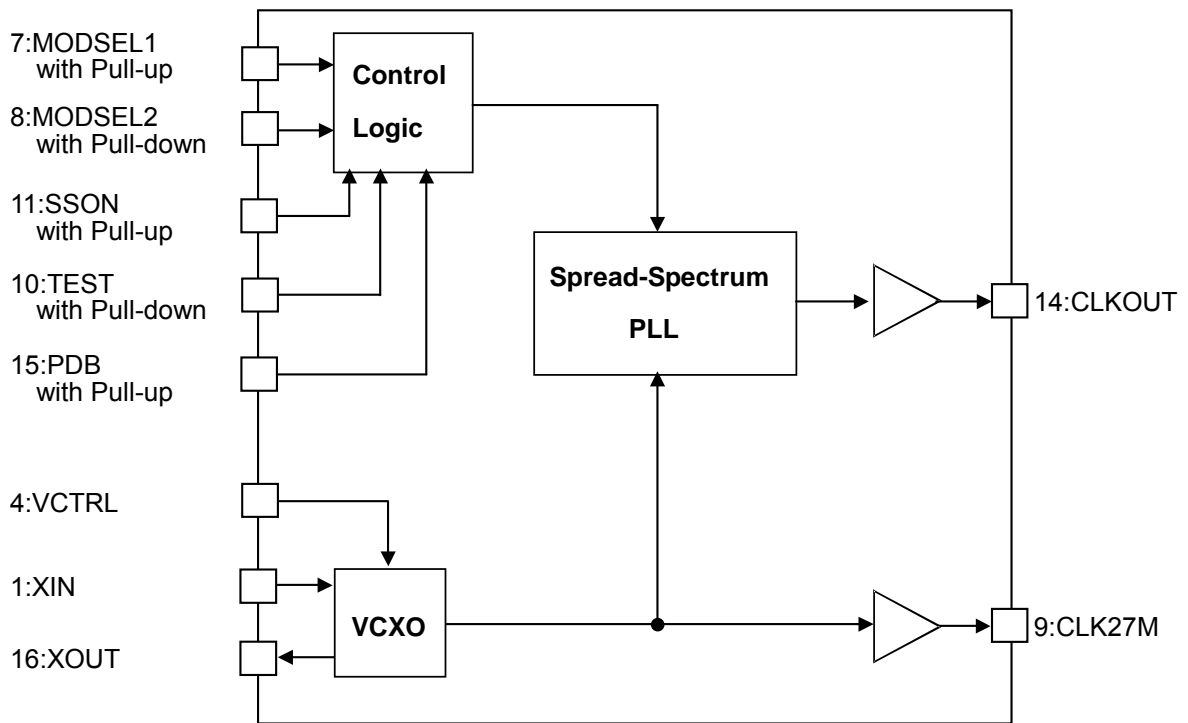 7:MODSEL1
with Pull-up
8:MODSEL2
with Pull-down
11:SSON
with Pull-up
10:TEST
with Pull-down
15:PDB
with Pull-up
4:VCTRL
1:XIN
16:XOUT
Control
Logic
Spread-Spectrum
PLL
VCXO
14:CLKOUT
9:CLK27M